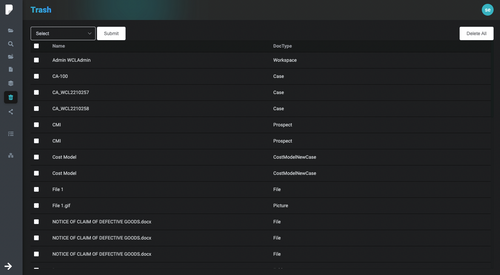 Trash
Select
Submit
Delete All
Name DocType
Admin WCLAdmin Workspace
CA-100 Case
CA_WCL2210257 Case
CA_WCL2210258 Case
CMI Prospect
CMI Prospect
Cost Model CostModelNewCase
Cost Model CostModelNewCase
File 1 File
File 1.gif Picture
NOTICE OF CLAIM OF DEFECTIVE GOODS.docx File
NOTICE OF CLAIM OF DEFECTIVE GOODS.docx File
NOTICE OF CLAIM OF DEFECTIVE GOODS.docx File